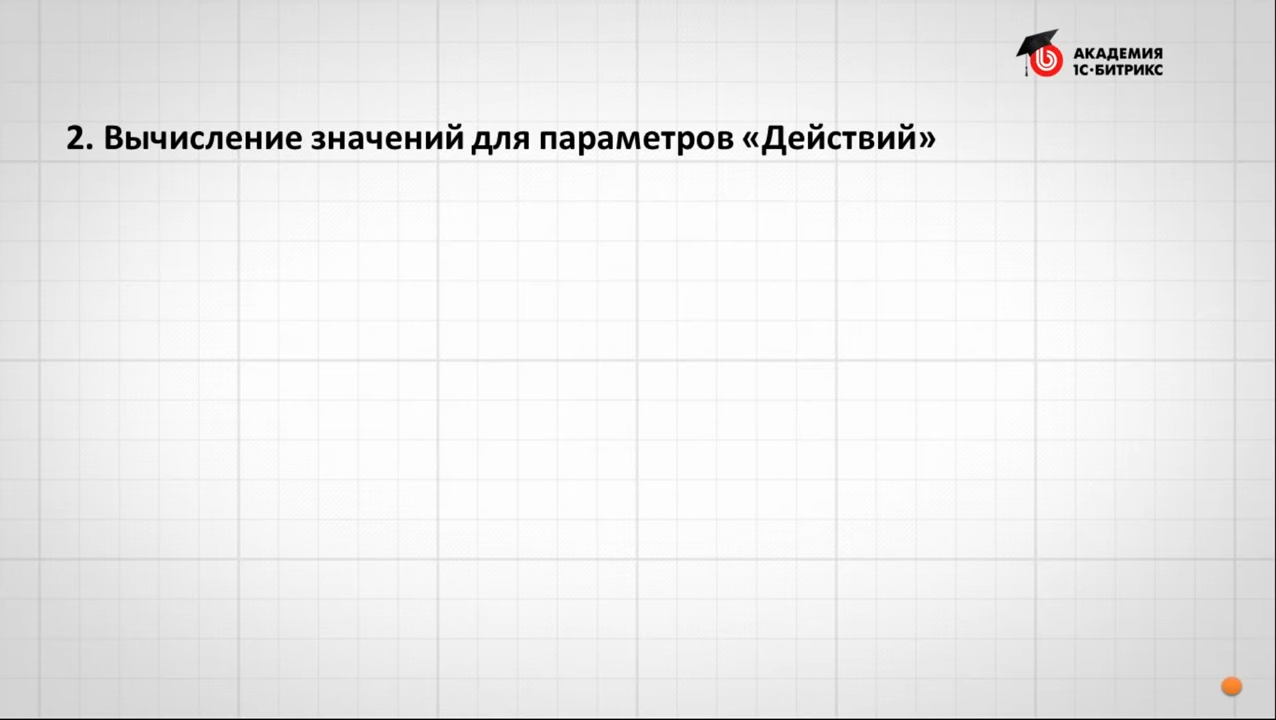 АКАДЕМИЯ
1С·БИТРИКС
2. Вычисление значений для параметров «Действий»